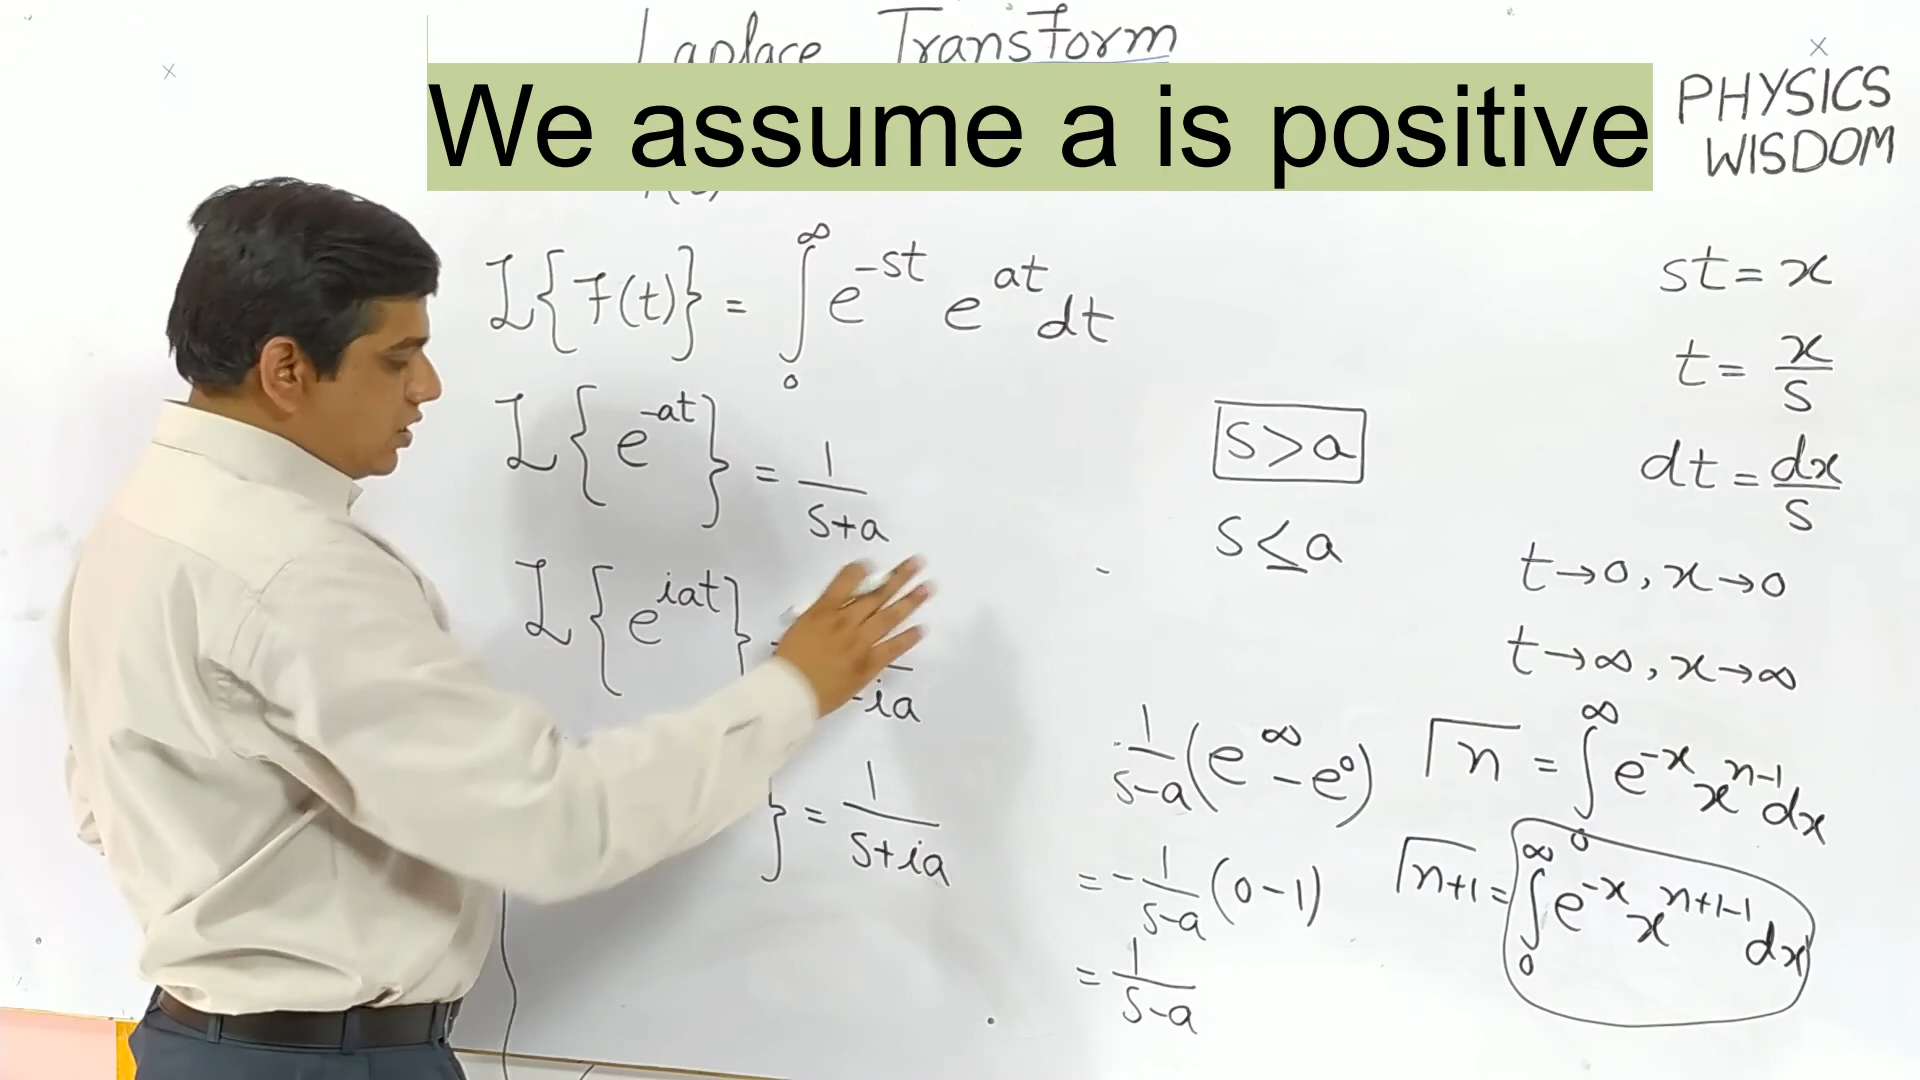 Laplace Transform
We assume a is positive
PHYSICS
WISDOM
L{F(t)} = ∫₀^∞ e^{-st} e^{at} dt
L{e^{-at}} = 1/(s+a)
L{e^{iat}}
-ia
} = 1/(s+ia)
s>a
s≤a
1/(s-a) (e^∞ - e^0)
= -1/(s-a) (0-1)
= 1/(s-a)
st = x
t = x/s
dt = dx/s
t→0, x→0
t→∞, x→∞
Γn = ∫₀^∞ e^{-x} x^{n-1} dx
Γn+1 = ∫₀^∞ e^{-x} x^{n+1-1} dx